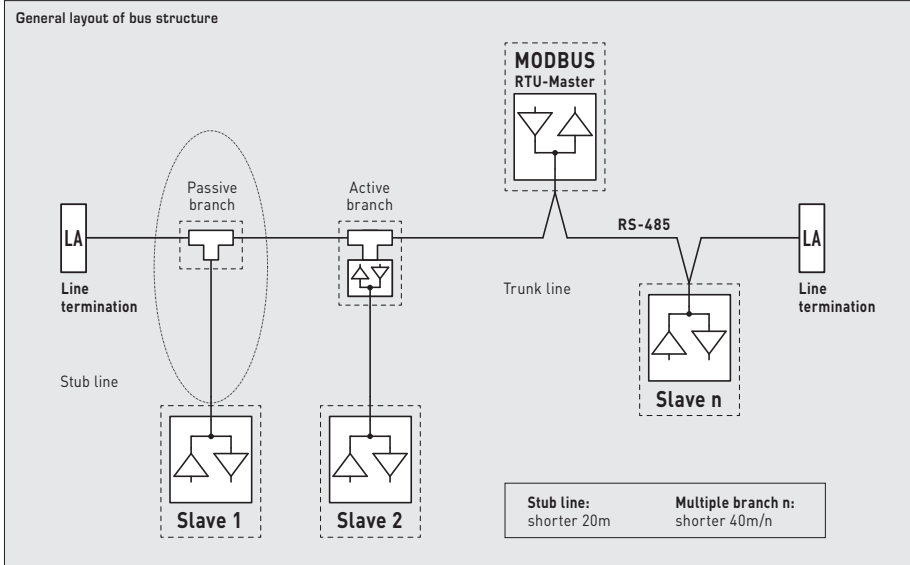 General layout of bus structure
MODBUS
RTU-Master
Passive
branch
Active
branch
LA
RS-485
LA
Line
termination
Trunk line
Line
termination
Stub line
Slave n
Slave 1
Slave 2
Stub line:
shorter 20m
Multiple branch n:
shorter 40m/n